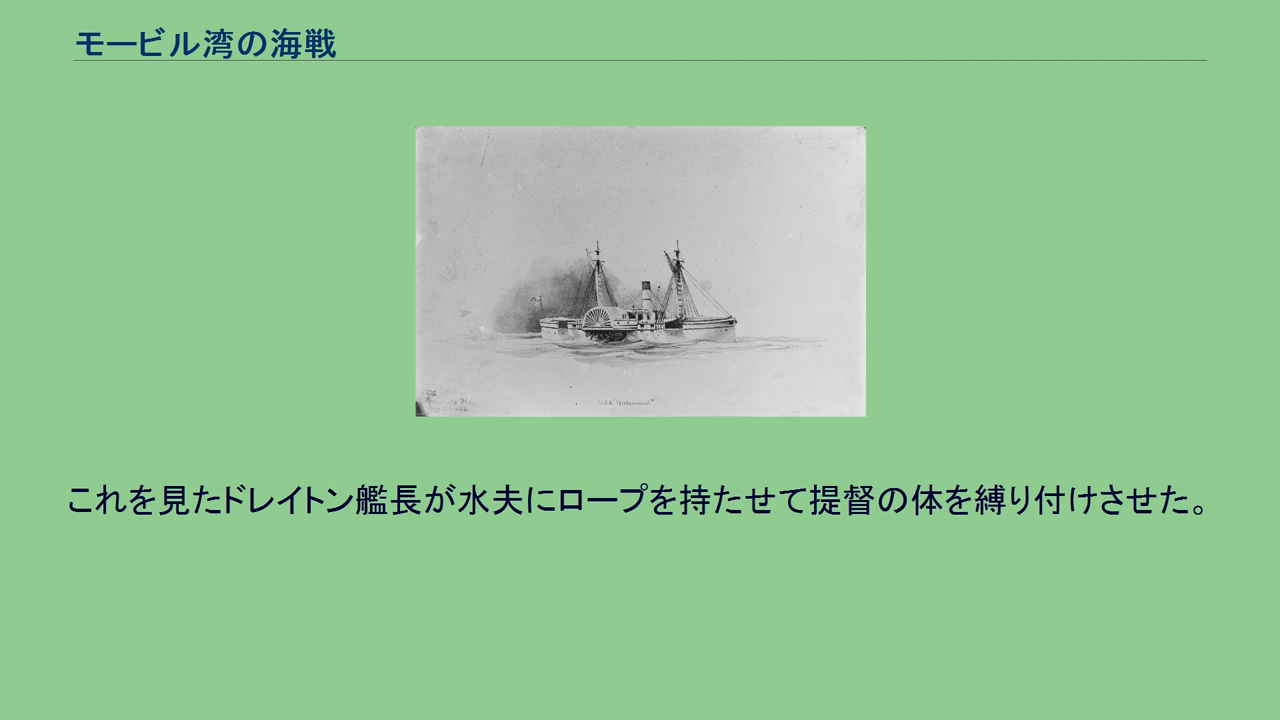 モービル湾の海戦
これを見たドレイトン艦長が水夫にロープを持たせて提督の体を縛り付けさせた。